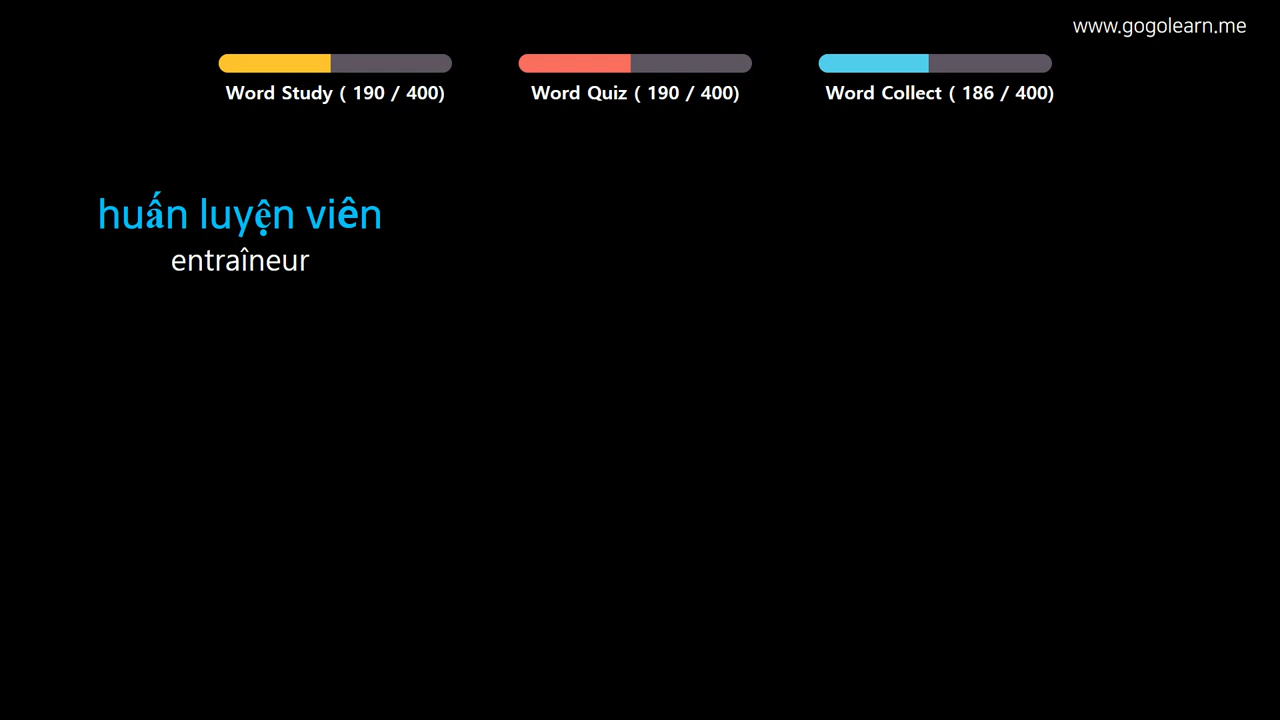 www.gogolearn.me
Word Study ( 190 / 400)
Word Quiz ( 190 / 400)
Word Collect ( 186 / 400)
huấn luyện viên
entraîneur